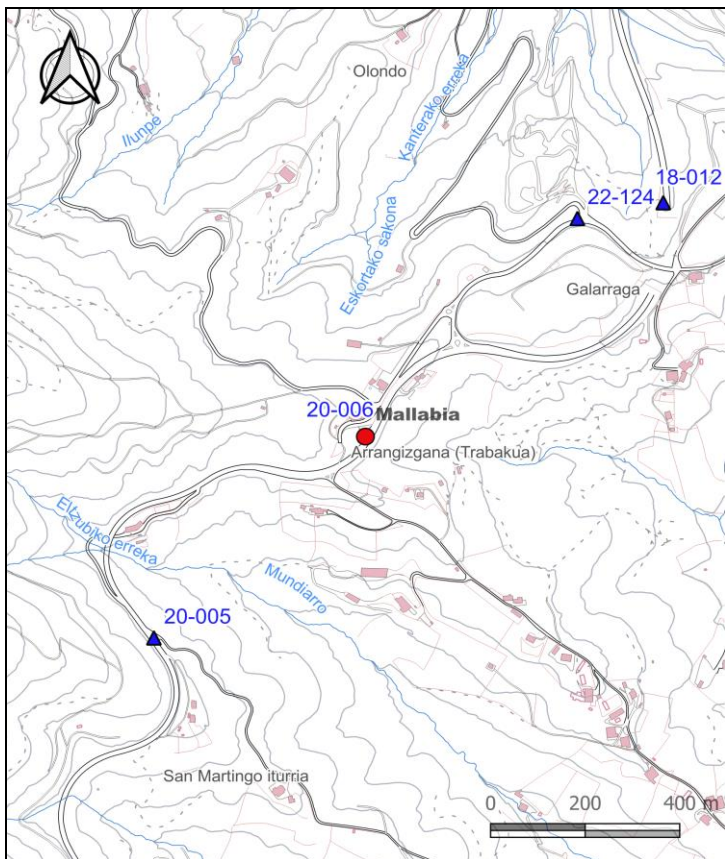 Olondo
Ilunpe
Kanterako erreka
18-012
22-124
Eskortako sakona
Galarraga
20-006
Mallabia
Arrangizgana (Trabakua)
Eitzubiko erreka
Mundiarro
20-005
San Martingo iturria
0 200 400 m